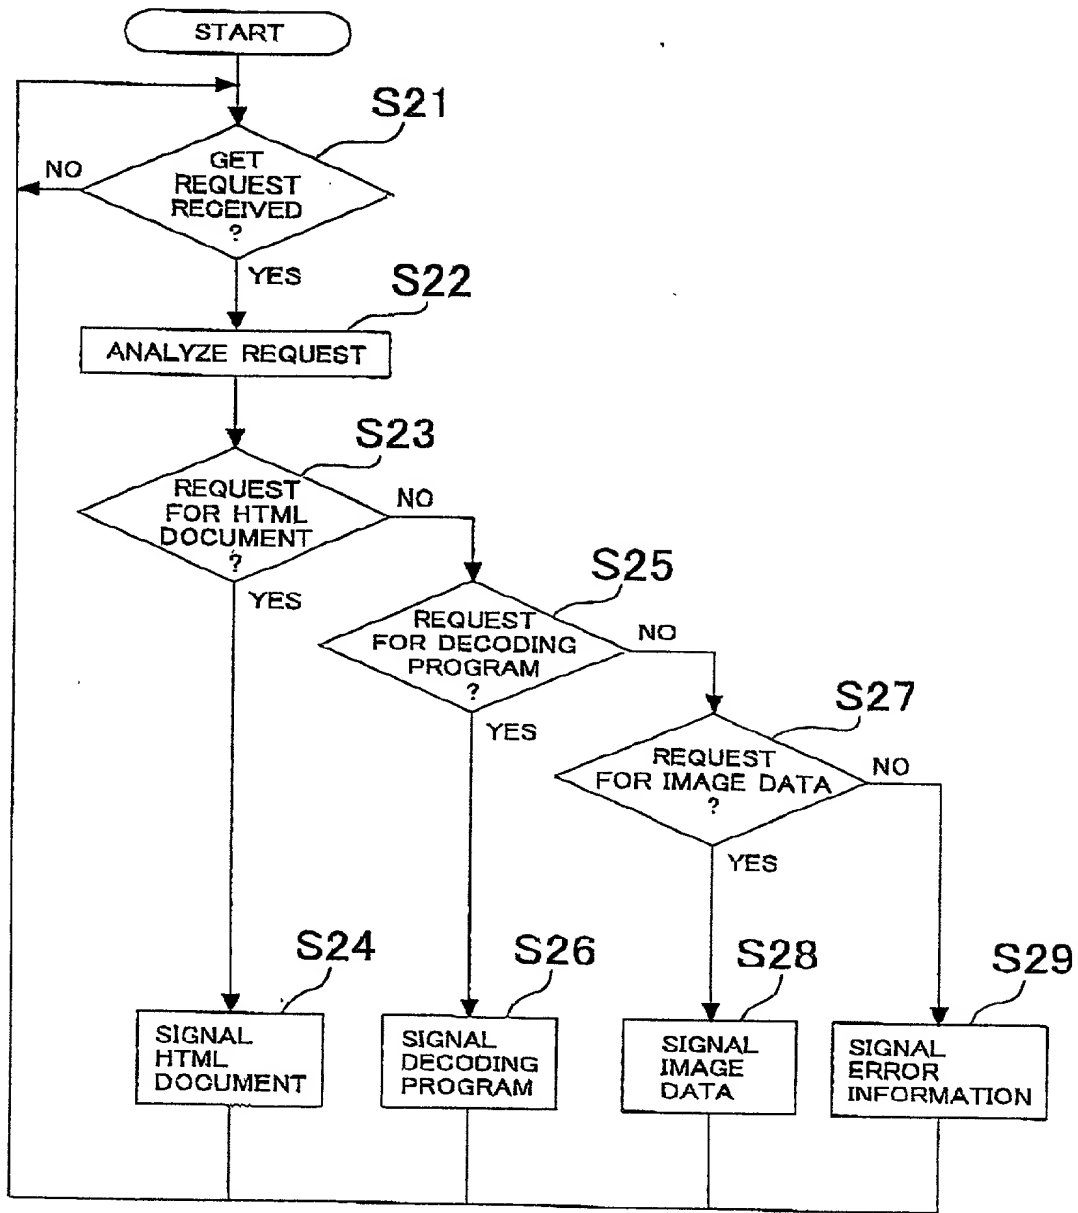 START
S21
NO
GET
REQUEST
RECEIVED
?
YES
S22
ANALYZE REQUEST
S23
REQUEST
FOR HTML
DOCUMENT
?
NO
YES
S25
REQUEST
FOR DECODING
PROGRAM
?
NO
YES
S27
REQUEST
FOR IMAGE DATA
?
NO
YES
S24
SIGNAL
HTML
DOCUMENT
S26
SIGNAL
DECODING
PROGRAM
S28
SIGNAL
IMAGE
DATA
S29
SIGNAL
ERROR
INFORMATION